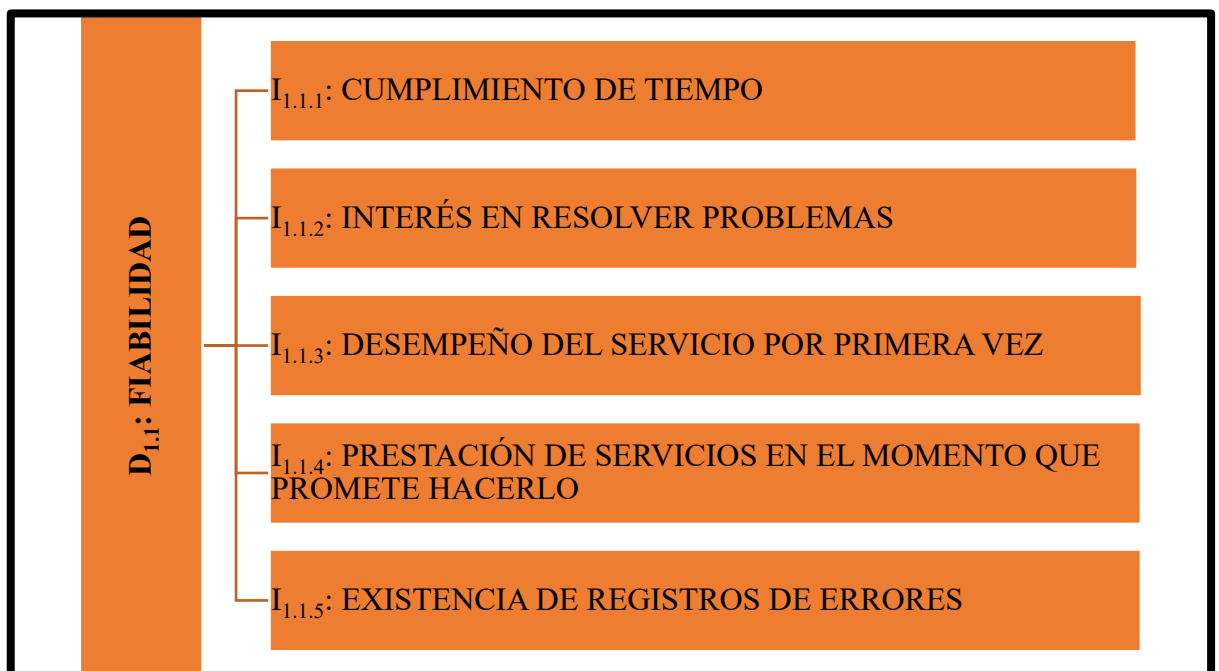 D1.1: FIABILIDAD
I1.1.1: CUMPLIMIENTO DE TIEMPO
I1.1.2: INTERÉS EN RESOLVER PROBLEMAS
I1.1.3: DESEMPEÑO DEL SERVICIO POR PRIMERA VEZ
I1.1.4: PRESTACIÓN DE SERVICIOS EN EL MOMENTO QUE
PROMETE HACERLO
I1.1.5: EXISTENCIA DE REGISTROS DE ERRORES